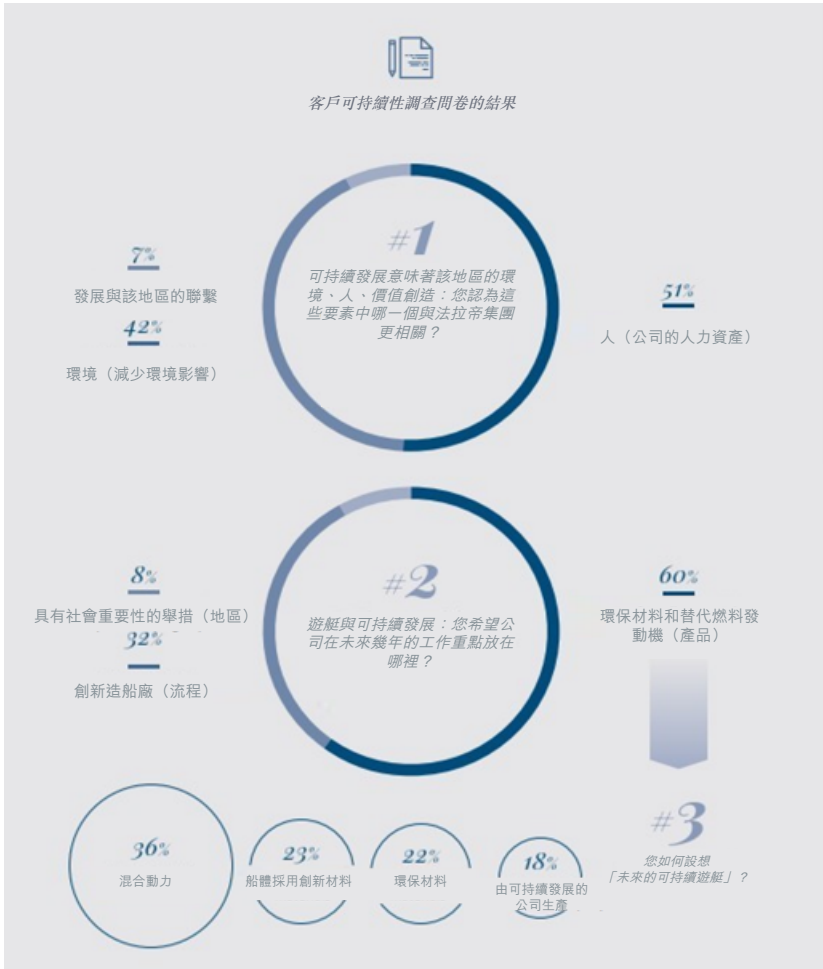 客戶可持續性調查問卷的結果
#1
可持續發展意味著該地區的環
境、人、價值創造：您認為這
些要素中哪一個與法拉帝集團
更相關？
7%
發展與該地區的聯繫
42%
環境（減少環境影響）
51%
人（公司的人力資產）
#2
遊艇與可持續發展：您希望公
司在未來幾年的工作重點放在
哪裡？
8%
具有社會重要性的舉措（地區）
32%
創新造船廠（流程）
60%
環保材料和替代燃料發
動機（產品）
#3
您如何設想
「未來的可持續遊艇」？
36%
混合動力
23%
船體採用創新材料
22%
環保材料
18%
由可持續發展的
公司生產